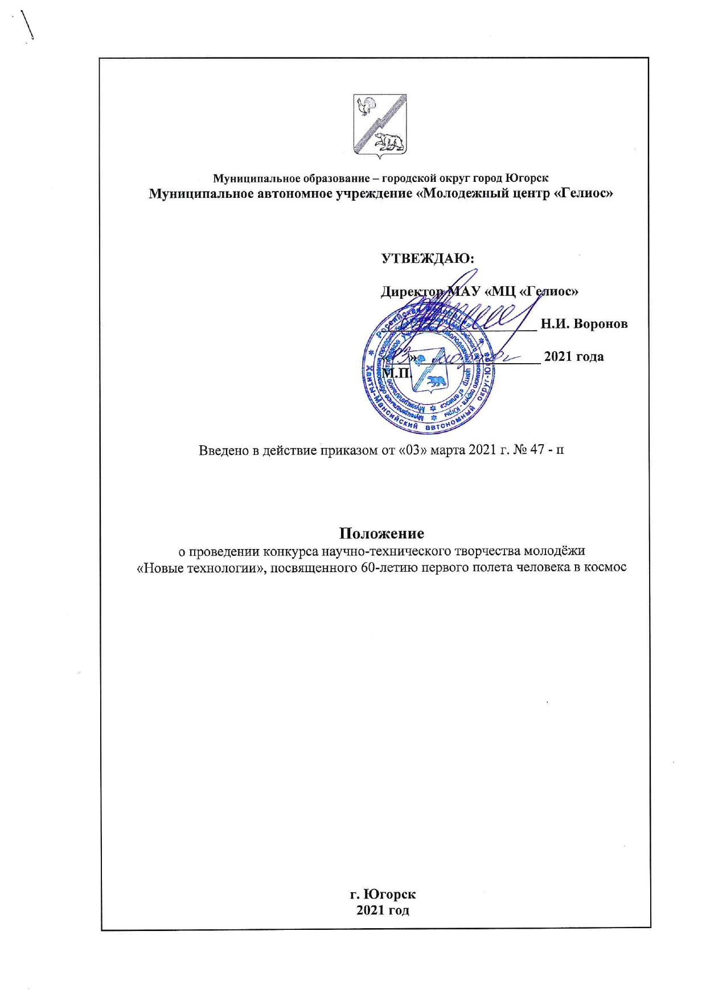 Муниципальное образование – городской округ город Югорск
Муниципальное автономное учреждение «Молодежный центр «Гелиос»
УТВЕЖДАЮ:
Директор МАУ «МЦ «Гелиос»
Н.И. Воронов
«03» марта 2021 года
М.П.
Российская Федерация
Ханты-Мансийский автономный округ-Югра
Введено в действие приказом от «03» марта 2021 г. № 47 - п
Положение
о проведении конкурса научно-технического творчества молодёжи
«Новые технологии», посвященного 60-летию первого полета человека в космос
г. Югорск
2021 год